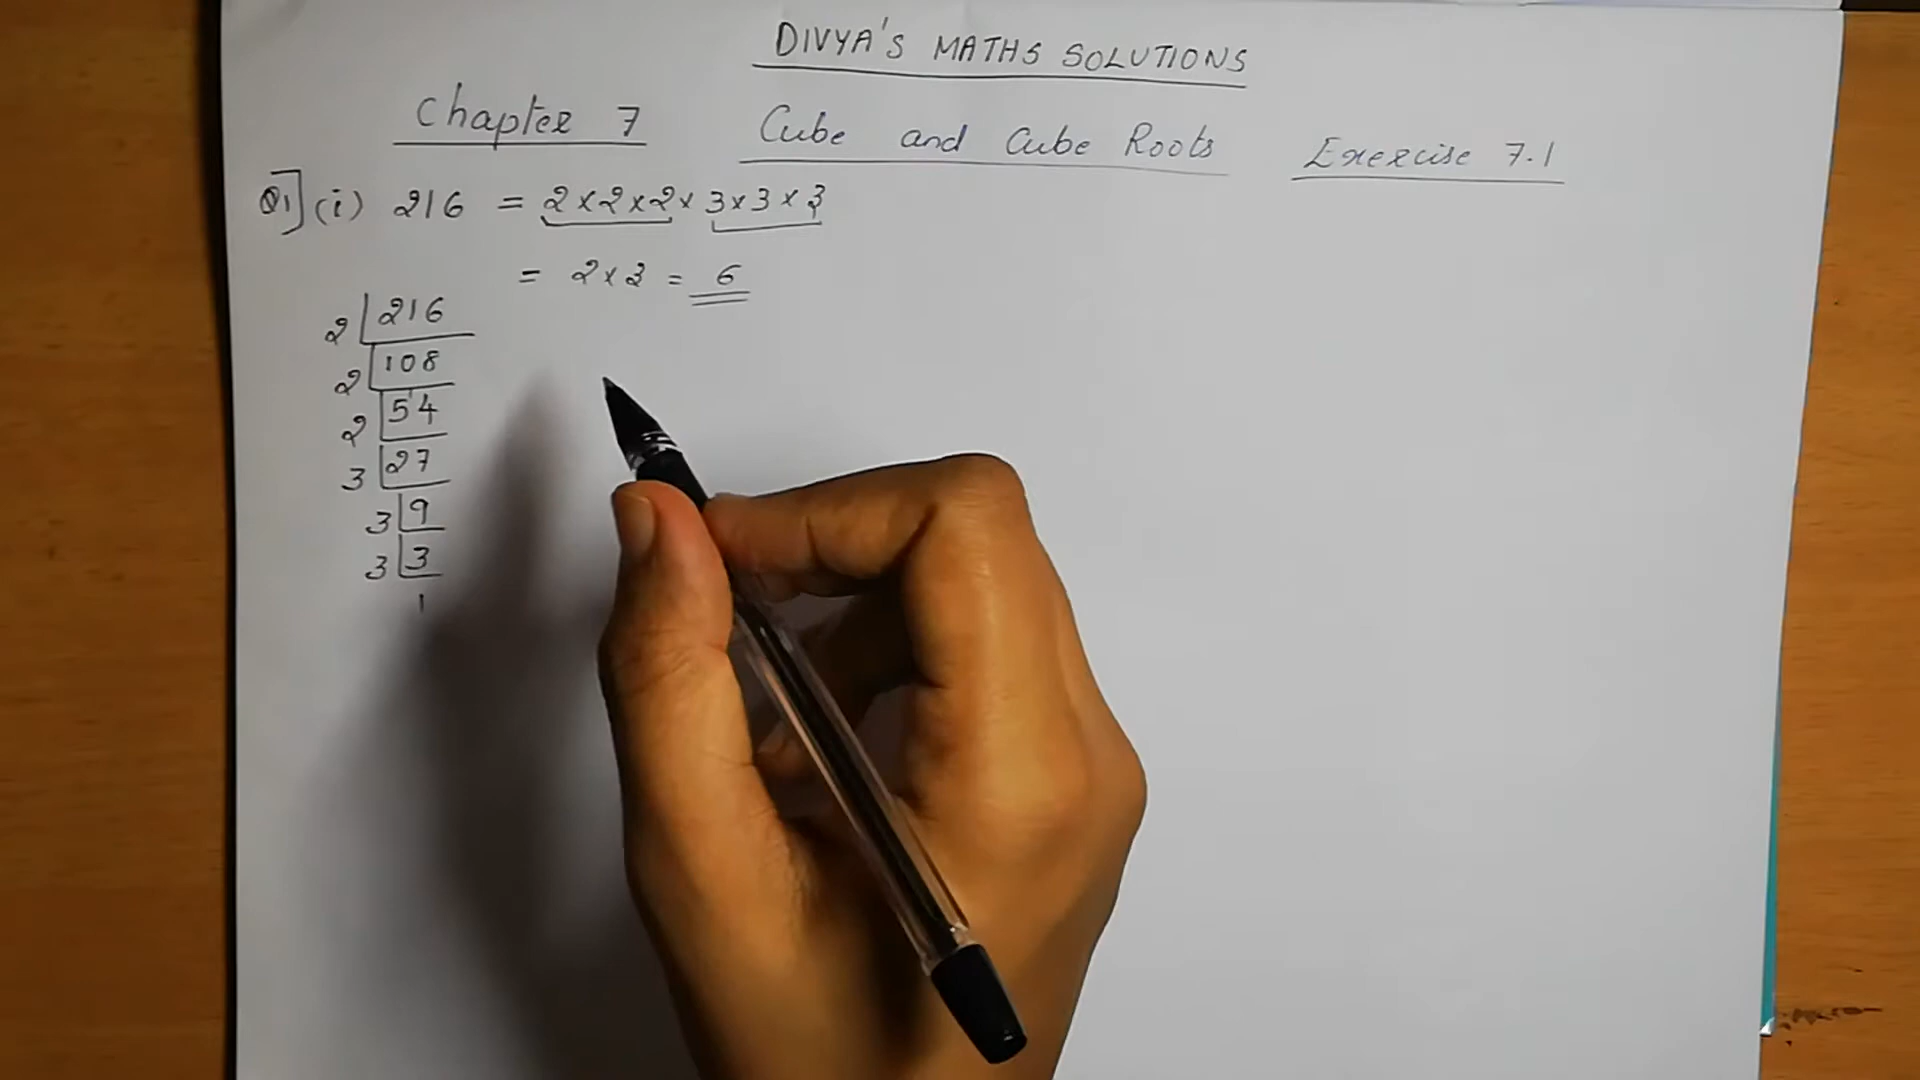 DIVYA'S MATHS SOLUTIONS
Chapter 7 Cube and Cube Roots Exercise 7.1
Q1] (i) 216 = 2 × 2 × 2 × 3 × 3 × 3
= 2 × 3 = 6
2 | 216
2 | 108
2 | 54
3 | 27
3 | 9
3 | 3
1